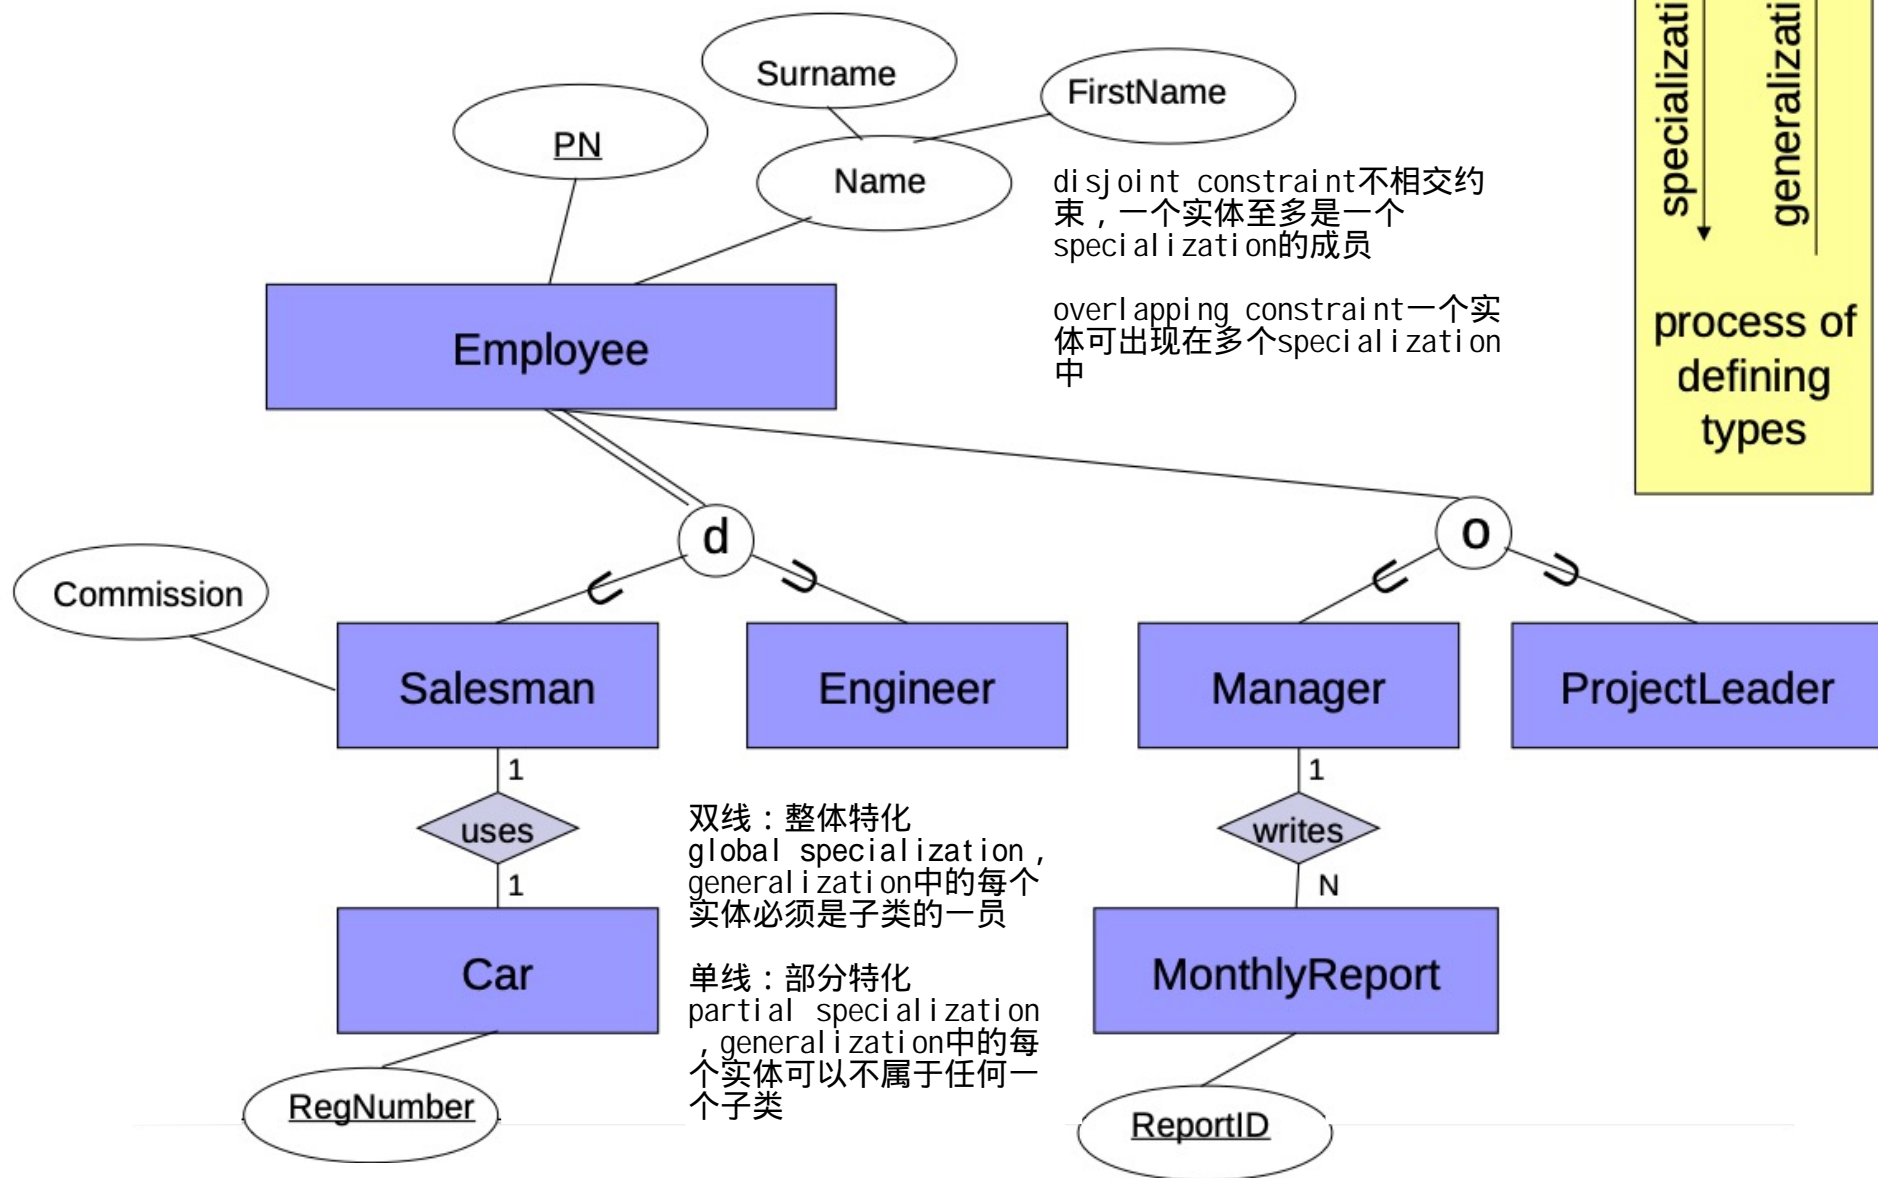 Surname
FirstName
PN
Name
specializati
generalizati
disjoint constraint不相交约
束，一个实体至多是一个
specialization的成员
overlapping constraint一个实
体可出现在多个specialization
中
process of
defining
types
Employee
d
o
Commission
Salesman
Engineer
Manager
ProjectLeader
1
1
uses
writes
双线：整体特化
global specialization，
generalization中的每个
实体必须是子类的一员
1
N
Car
MonthlyReport
单线：部分特化
partial specialization
，generalization中的每
个实体可以不属于任何一
个子类
RegNumber
ReportID